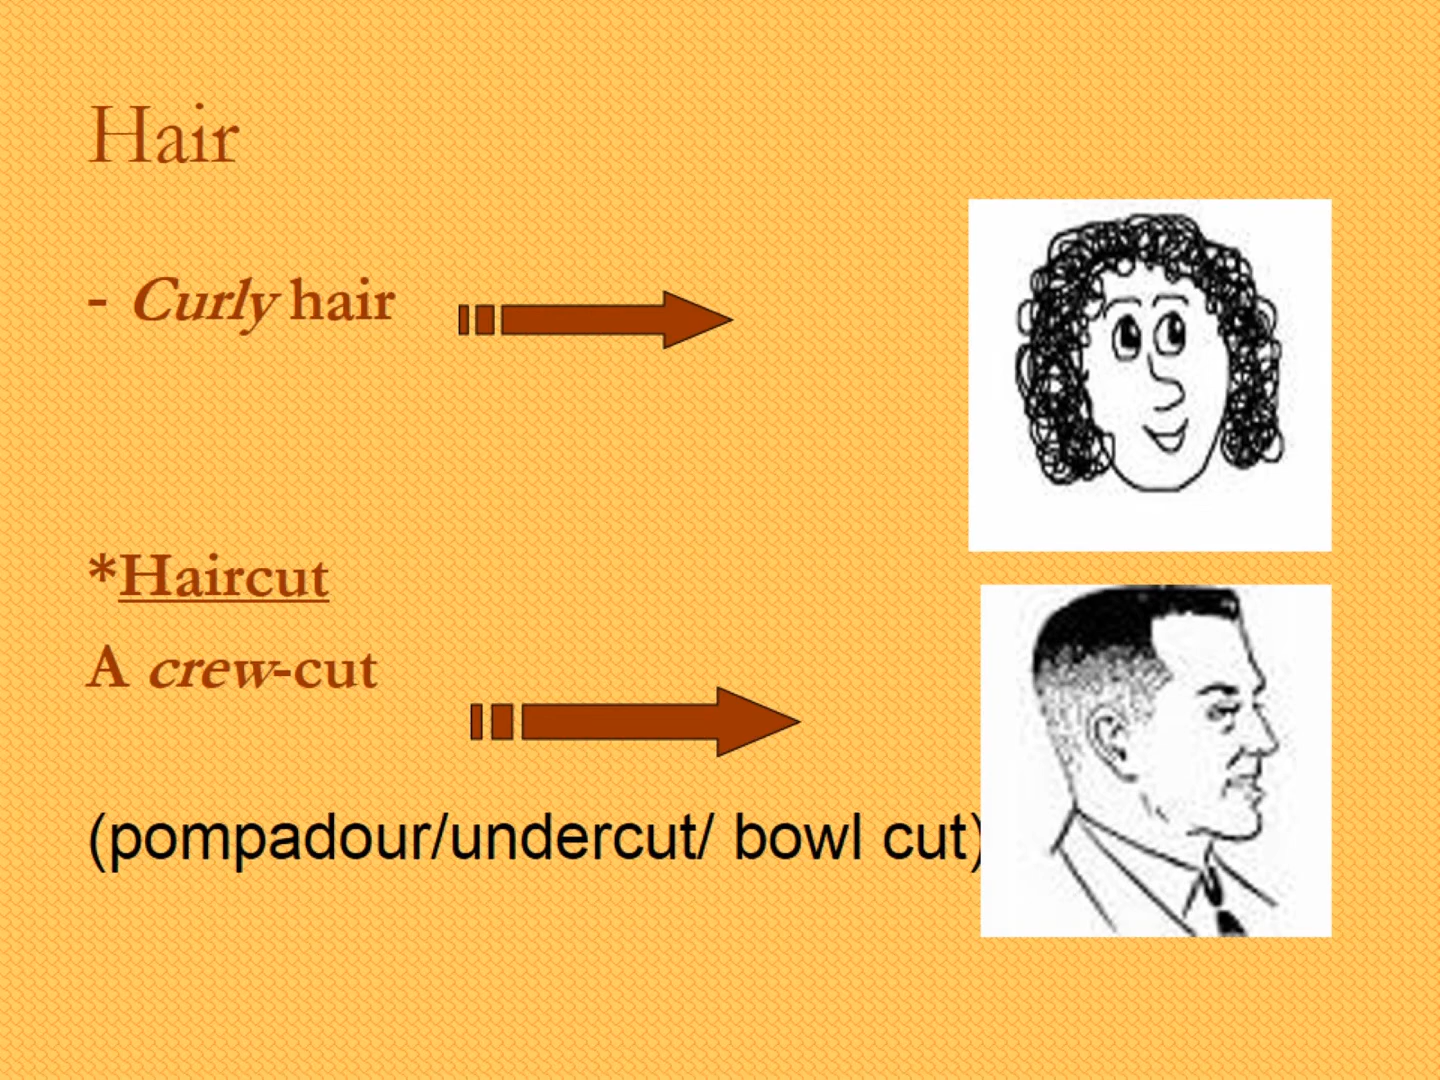 Hair
- Curly hair
*Haircut
A crew-cut
(pompadour/undercut/ bowl cut)